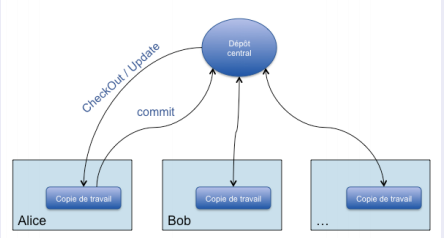 Dépôt
central
CheckOut / Update
commit
Copie de travail
Copie de travail
Copie de travail
Alice
Bob
...